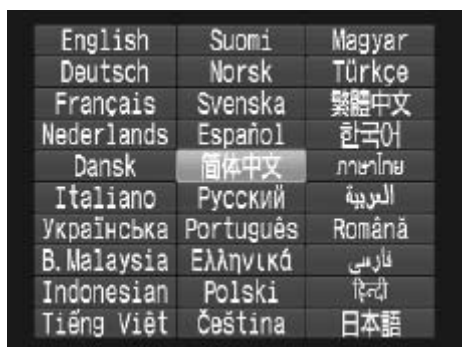 English Suomi Magyar
Deutsch Norsk Türkçe
Français Svenska 繁體中文
Nederlands Español 한국어
Dansk 简体中文 ภาษาไทย
Italiano Русский العربية
Українська Português Română
B.Malaysia Ελληνικά فارسی
Indonesian Polski हिन्दी
Tiếng Việt Čeština 日本語